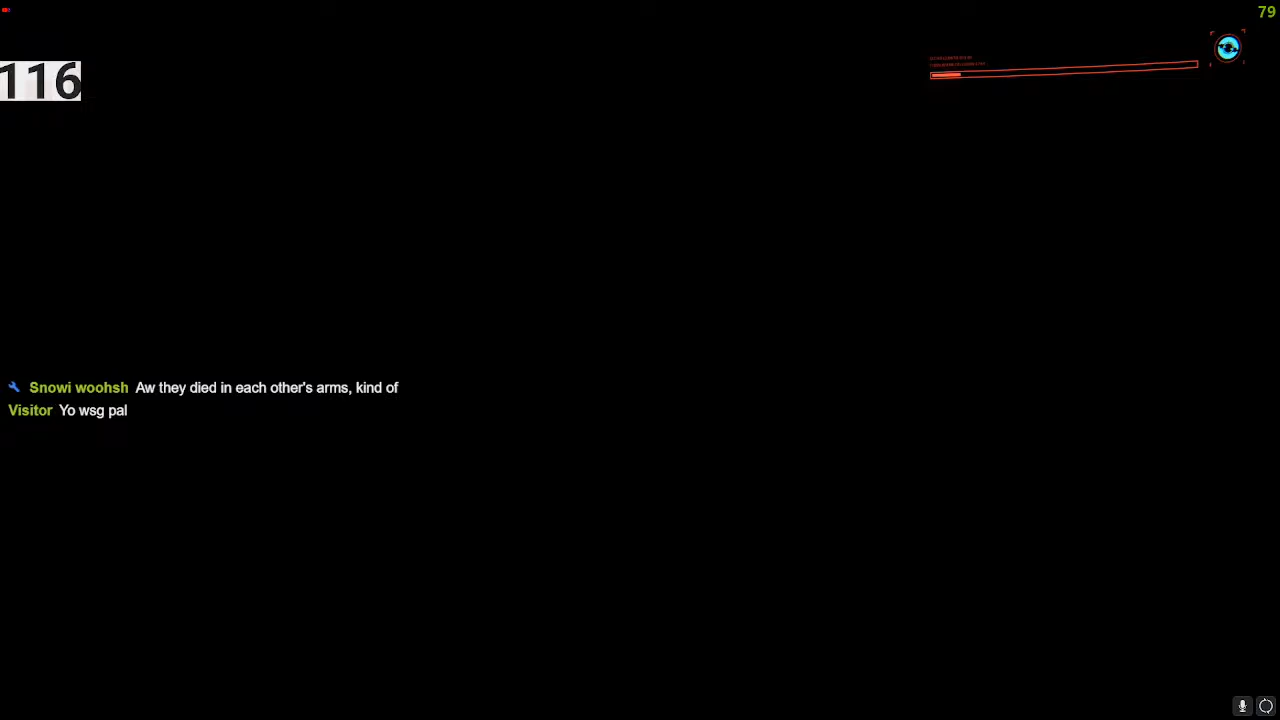 79
116
Snowi woohsh Aw they died in each other's arms, kind of
Visitor Yo wsg pal